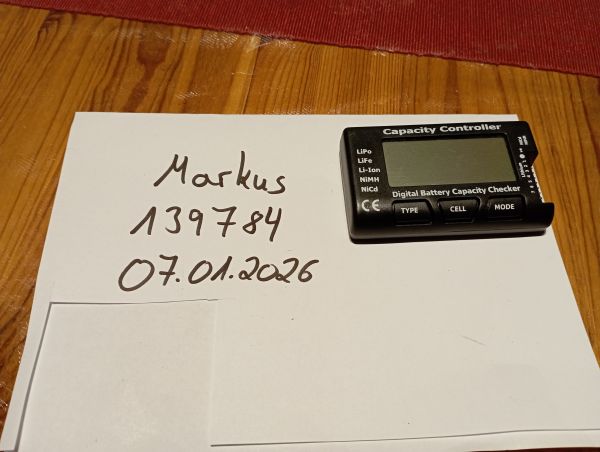 Markus
139784
07.01.2026
Capacity Controller
LiPo
LiFe
Li-Ion
NiMH
NiCd
Digital Battery Capacity Checker
CE
TYPE
CELL
MODE